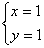 x = 1
y = 1